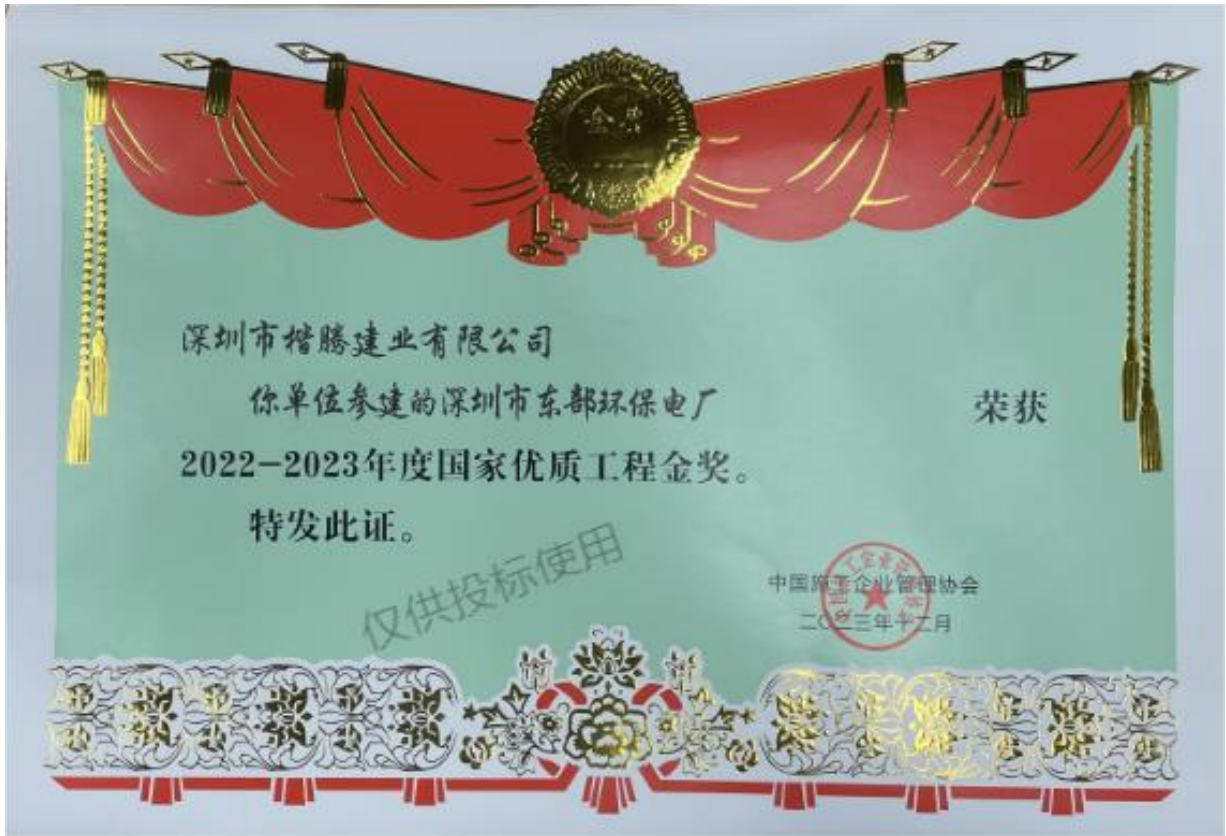 金质
深圳市楷腾建业有限公司
你单位参建的深圳市东部环保电厂 荣获
2022-2023年度国家优质工程金奖。
特发此证。
仅供投标使用
中国施工企业管理协会
二〇二三年十二月